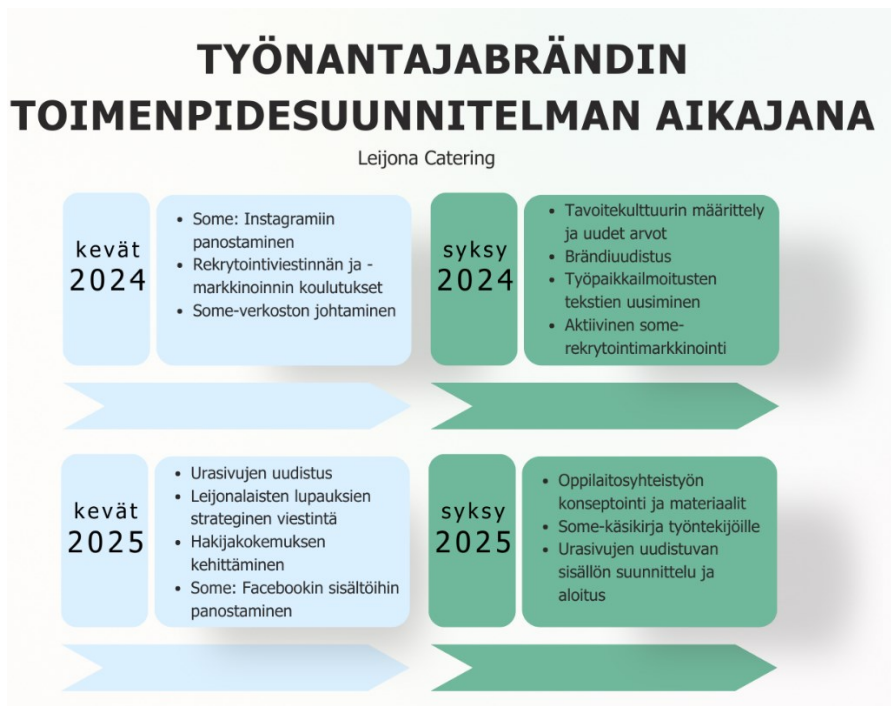 TYÖNANTAJABRÄNDIN
TOIMENPIDESUUNNITELMAN AIKAJANA
Leijona Catering
kevät
2024
• Some: Instagramiin
panostaminen
• Rekrytointiviestinnän ja -
markkinoinnin koulutukset
• Some-verkoston johtaminen
syksy
2024
• Tavoitekulttuurin määrittely
ja uudet arvot
• Brändiuudistus
• Työpaikkailmoitusten
tekstien uusiminen
• Aktiivinen some-
rekrytointimarkkinointi
kevät
2025
• Urasivujen uudistus
• Leijonalaisten lupauksien
strateginen viestintä
• Hakijakokemuksen
kehittäminen
• Some: Facebookin sisältöihin
panostaminen
syksy
2025
• Oppilaitosyhteistyön
konseptointi ja materiaalit
• Some-käsikirja työntekijöille
• Urasivujen uudistuvan
sisällön suunnittelu ja
aloitus